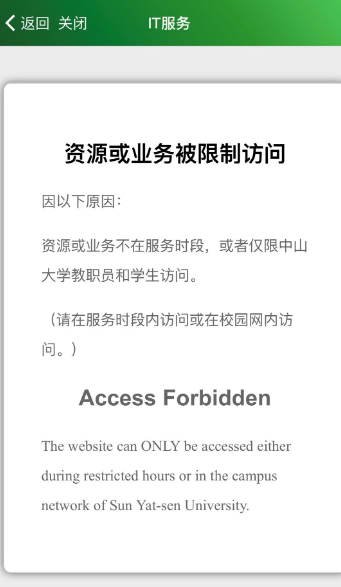 返回 关闭 IT服务
资源或业务被限制访问
因以下原因：
资源或业务不在服务时段，或者仅限中山
大学教职员和学生访问。
（请在服务时段内访问或在校园网内访
问。）
Access Forbidden
The website can ONLY be accessed either
during restricted hours or in the campus
network of Sun Yat-sen University.